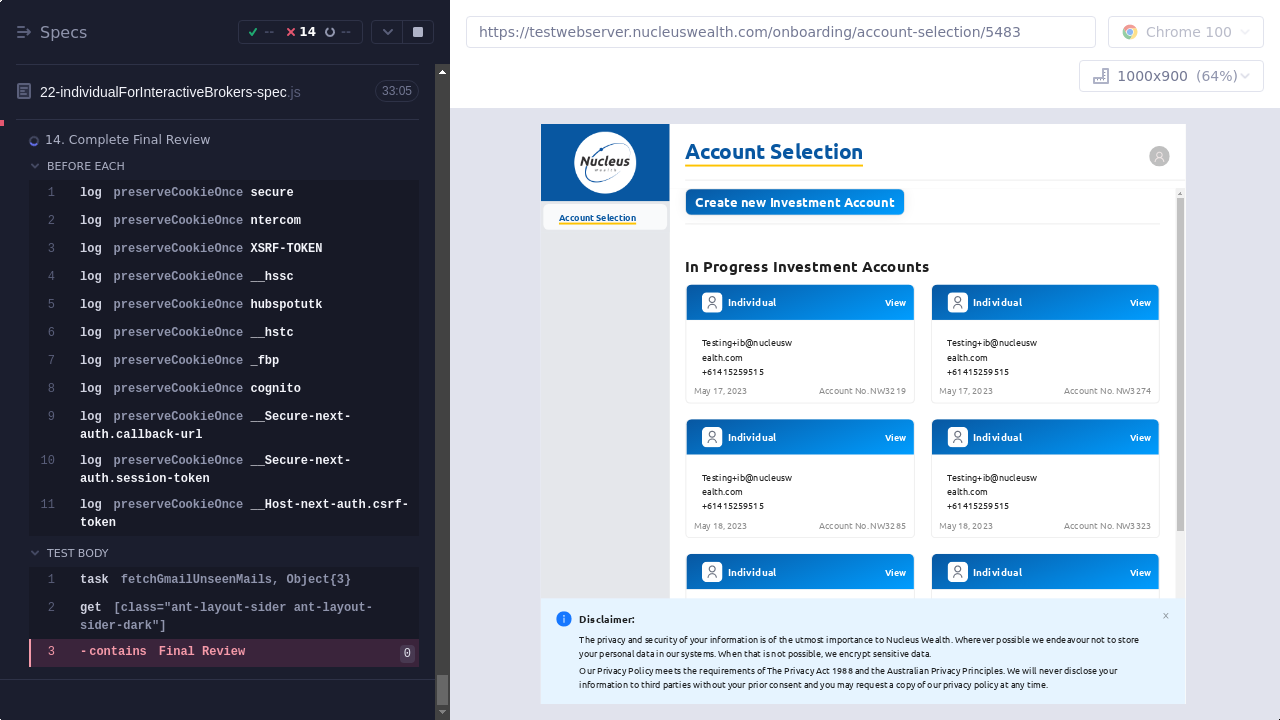 Specs
--
14
--
22-individualForInteractiveBrokers-spec.js
33:05
14. Complete Final Review
BEFORE EACH
1 log preserveCookieOnce secure
2 log preserveCookieOnce ntercom
3 log preserveCookieOnce XSRF-TOKEN
4 log preserveCookieOnce __hssc
5 log preserveCookieOnce hubspotutk
6 log preserveCookieOnce __hstc
7 log preserveCookieOnce _fbp
8 log preserveCookieOnce cognito
9 log preserveCookieOnce __Secure-next-
auth.callback-url
10 log preserveCookieOnce __Secure-next-
auth.session-token
11 log preserveCookieOnce __Host-next-auth.csrf-
token
TEST BODY
1 task fetchGmailUnseenMails, Object{3}
2 get [class="ant-layout-sider ant-layout-
sider-dark"]
3 -contains Final Review 0
https://testwebserver.nucleuswealth.com/onboarding/account-selection/5483
Chrome 100
1000x900 (64%)
Nucleus
Wealth
Account Selection
Account Selection
Create new Investment Account
In Progress Investment Accounts
Individual View
Testing+ib@nucleusw
ealth.com
+61415259515
May 17, 2023 Account No. NW3219
Individual View
Testing+ib@nucleusw
ealth.com
+61415259515
May 17, 2023 Account No. NW3274
Individual View
Testing+ib@nucleusw
ealth.com
+61415259515
May 18, 2023 Account No. NW3285
Individual View
Testing+ib@nucleusw
ealth.com
+61415259515
May 18, 2023 Account No. NW3323
Individual View
Individual View
Disclaimer:
The privacy and security of your information is of the utmost importance to Nucleus Wealth. Wherever possible we endeavour not to store
your personal data in our systems. When that is not possible, we encrypt sensitive data.
Our Privacy Policy meets the requirements of The Privacy Act 1988 and the Australian Privacy Principles. We will never disclose your
information to third parties without your prior consent and you may request a copy of our privacy policy at any time.